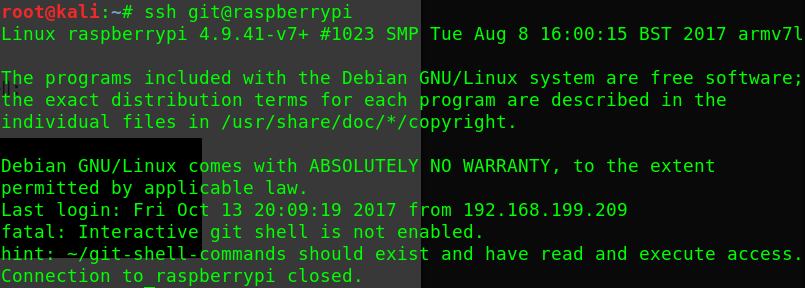 root@kali:~# ssh git@raspberrypi
Linux raspberrypi 4.9.41-v7+ #1023 SMP Tue Aug 8 16:00:15 BST 2017 armv7l
The programs included with the Debian GNU/Linux system are free software;
the exact distribution terms for each program are described in the
individual files in /usr/share/doc/*/copyright.
Debian GNU/Linux comes with ABSOLUTELY NO WARRANTY, to the extent
permitted by applicable law.
Last login: Fri Oct 13 20:09:19 2017 from 192.168.199.209
fatal: Interactive git shell is not enabled.
hint: ~/git-shell-commands should exist and have read and execute access.
Connection to raspberrypi closed.